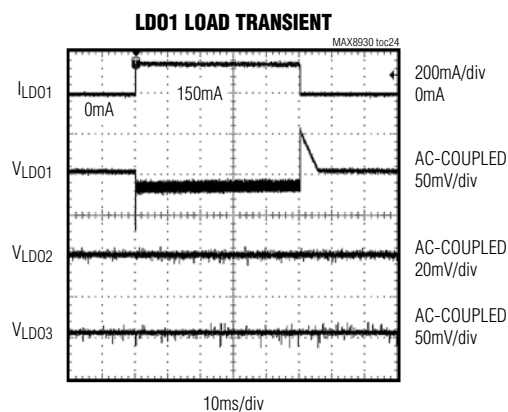 LDO1 LOAD TRANSIENT
MAX8930 toc24
ILDO1
0mA
150mA
200mA/div
0mA
VLDO1
AC-COUPLED
50mV/div
VLDO2
AC-COUPLED
20mV/div
VLDO3
AC-COUPLED
50mV/div
10ms/div